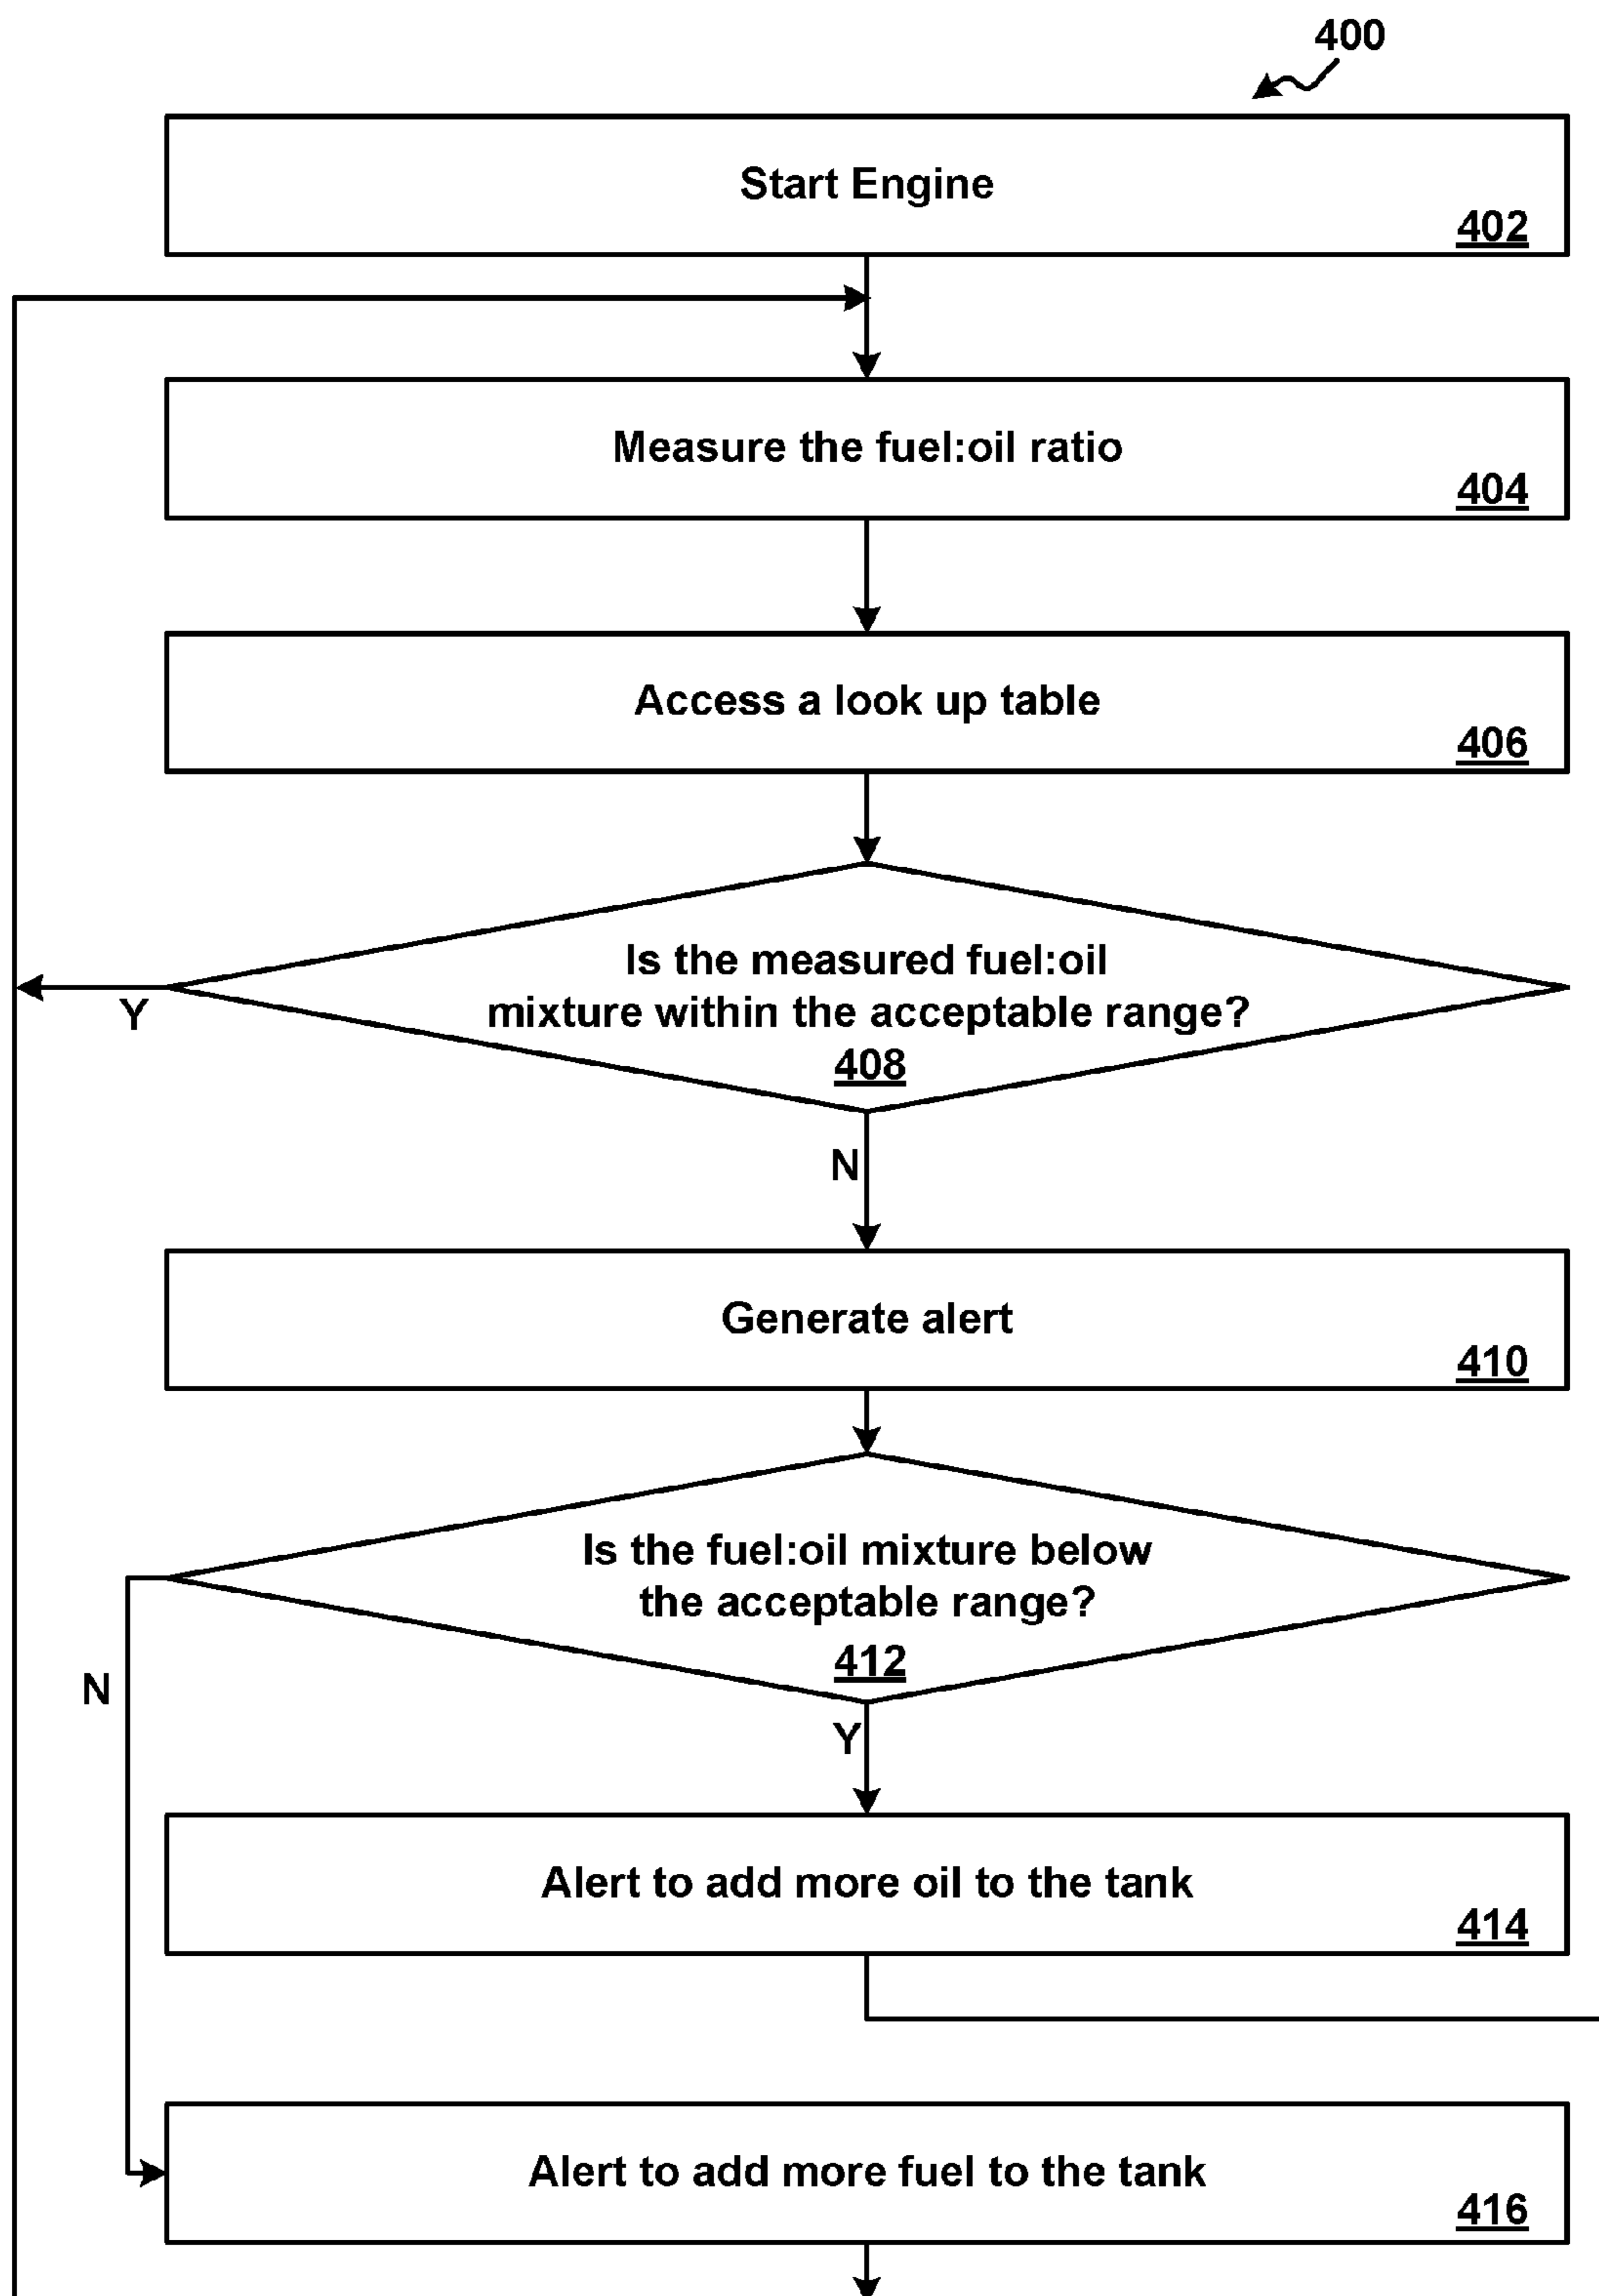 400
Start Engine
402
Measure the fuel:oil ratio
404
Access a look up table
406
Is the measured fuel:oil
mixture within the acceptable range?
408
Y
N
Generate alert
410
Is the fuel:oil mixture below
the acceptable range?
412
N
Y
Alert to add more oil to the tank
414
Alert to add more fuel to the tank
416